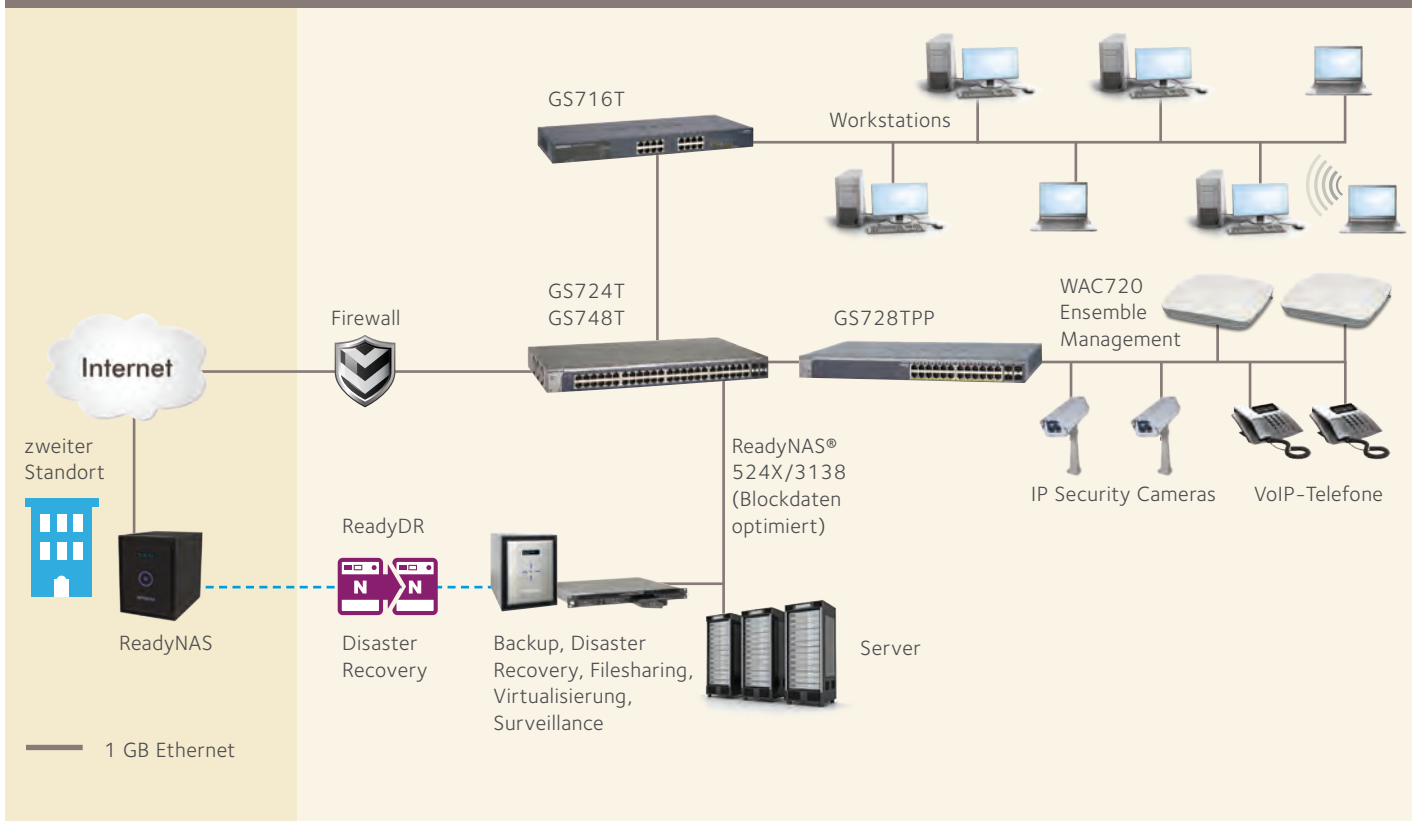 GS716T
Workstations
GS724T
GS748T
GS728TPP
WAC720
Ensemble
Management
Firewall
Internet
zweiter
Standort
ReadyNAS®
524X/3138
(Blockdaten
optimiert)
IP Security Cameras
VoIP-Telefone
ReadyDR
N
N
ReadyNAS
Disaster
Recovery
Backup, Disaster
Recovery, Filesharing,
Virtualisierung,
Surveillance
Server
1 GB Ethernet